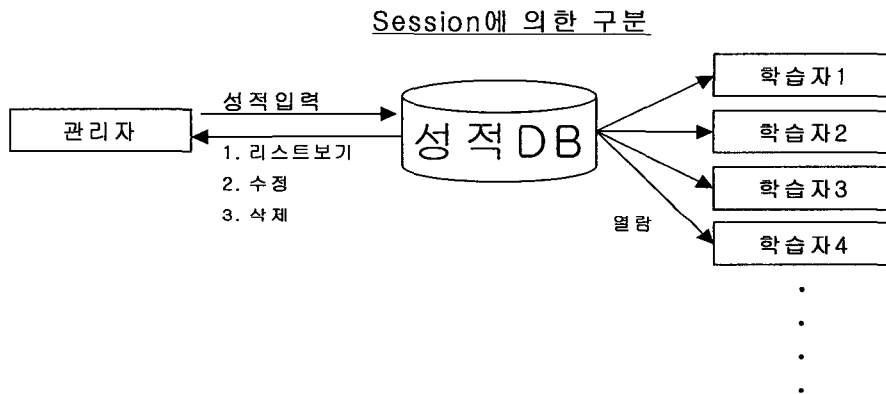 Session에 의한 구분
관리자
성적입력
1. 리스트보기
2. 수정
3. 삭제
성적DB
열람
학습자1
학습자2
학습자3
학습자4